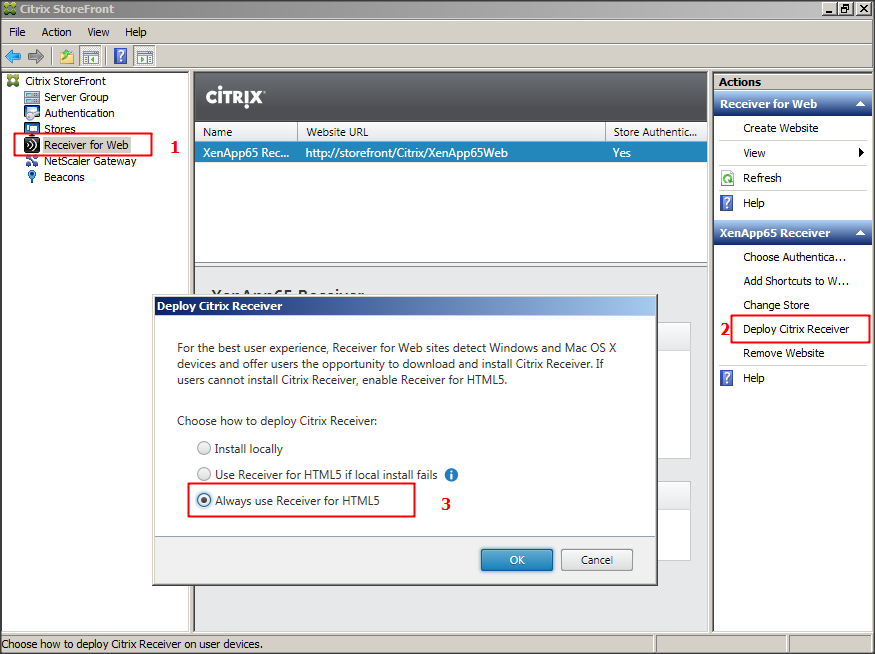 Citrix StoreFront
File Action View Help
Citrix StoreFront
Server Group
Authentication
Stores
Receiver for Web
1
NetScaler Gateway
Beacons
CITRIX
Name Website URL Store Authentic...
XenApp65 Rec... http://storefront/Citrix/XenApp65Web Yes
XenApp65 Receiver
Actions
Receiver for Web
Create Website
View
Refresh
Help
XenApp65 Receiver
Choose Authentica...
Add Shortcuts to W...
Change Store
2
Deploy Citrix Receiver
Remove Website
Help
Deploy Citrix Receiver
For the best user experience, Receiver for Web sites detect Windows and Mac OS X
devices and offer users the opportunity to download and install Citrix Receiver. If
users cannot install Citrix Receiver, enable Receiver for HTML5.
Choose how to deploy Citrix Receiver:
Install locally
Use Receiver for HTML5 if local install fails
Always use Receiver for HTML5
3
OK Cancel
Choose how to deploy Citrix Receiver on user devices.